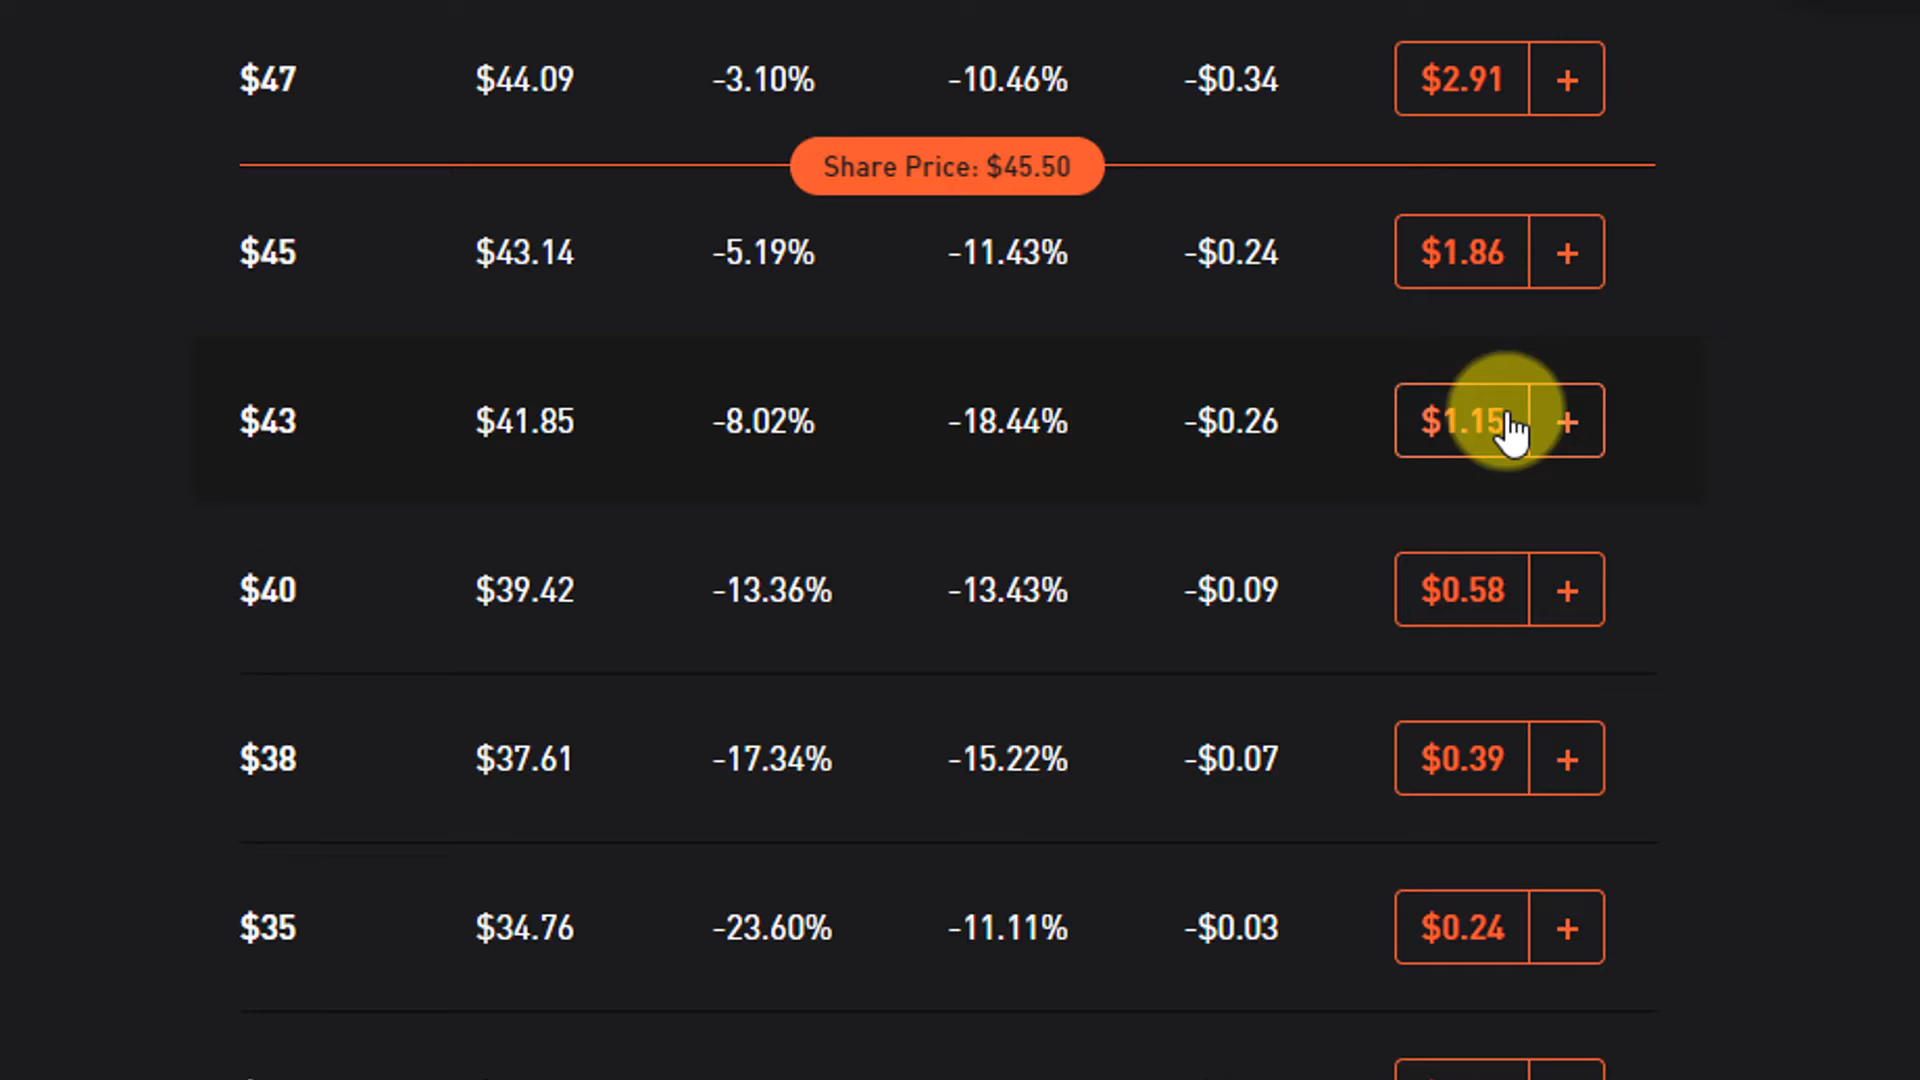 $47 $44.09 -3.10% -10.46% -$0.34 $2.91 +
Share Price: $45.50
$45 $43.14 -5.19% -11.43% -$0.24 $1.86 +
$43 $41.85 -8.02% -18.44% -$0.26 $1.15 +
$40 $39.42 -13.36% -13.43% -$0.09 $0.58 +
$38 $37.61 -17.34% -15.22% -$0.07 $0.39 +
$35 $34.76 -23.60% -11.11% -$0.03 $0.24 +